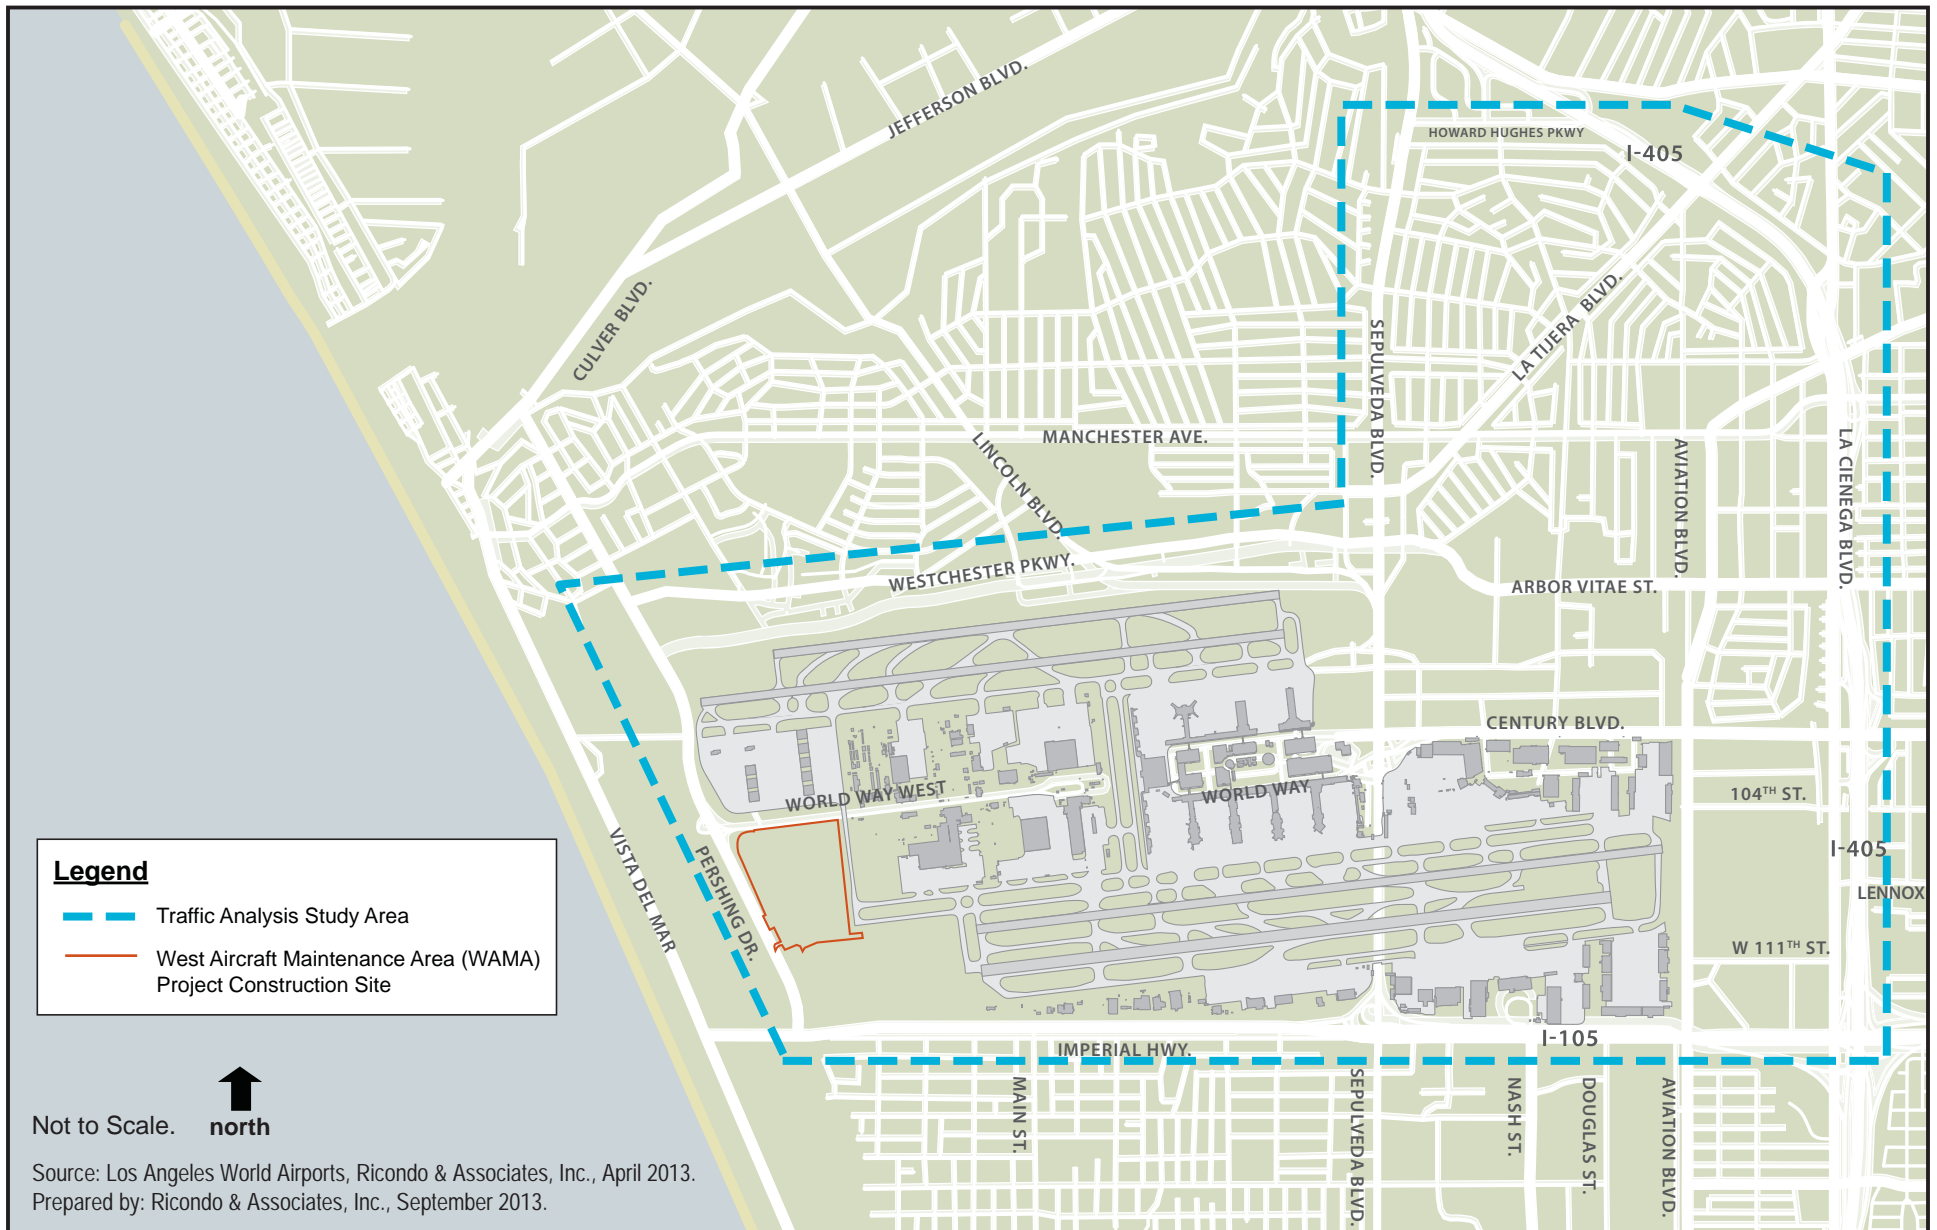 JEFFERSON BLVD.
HOWARD HUGHES PKWY
I-405
CULVER BLVD.
SEPULVEDA BLVD.
LA TIJERA BLVD.
MANCHESTER AVE.
LINCOLN BLVD.
AVIATION BLVD.
LA CIENEGA BLVD.
WESTCHESTER PKWY.
ARBOR VITAE ST.
CENTURY BLVD.
WORLD WAY WEST
WORLD WAY
104TH ST.
VISTA DEL MAR
PERSHING DR.
I-405
LENNOX
W 111TH ST.
I-105
IMPERIAL HWY.
MAIN ST.
SEPULVEDA BLVD.
NASH ST.
DOUGLAS ST.
AVIATION BLVD.
Legend
Traffic Analysis Study Area
West Aircraft Maintenance Area (WAMA)
Project Construction Site
Not to Scale.
north
Source: Los Angeles World Airports, Ricondo & Associates, Inc., April 2013.
Prepared by: Ricondo & Associates, Inc., September 2013.